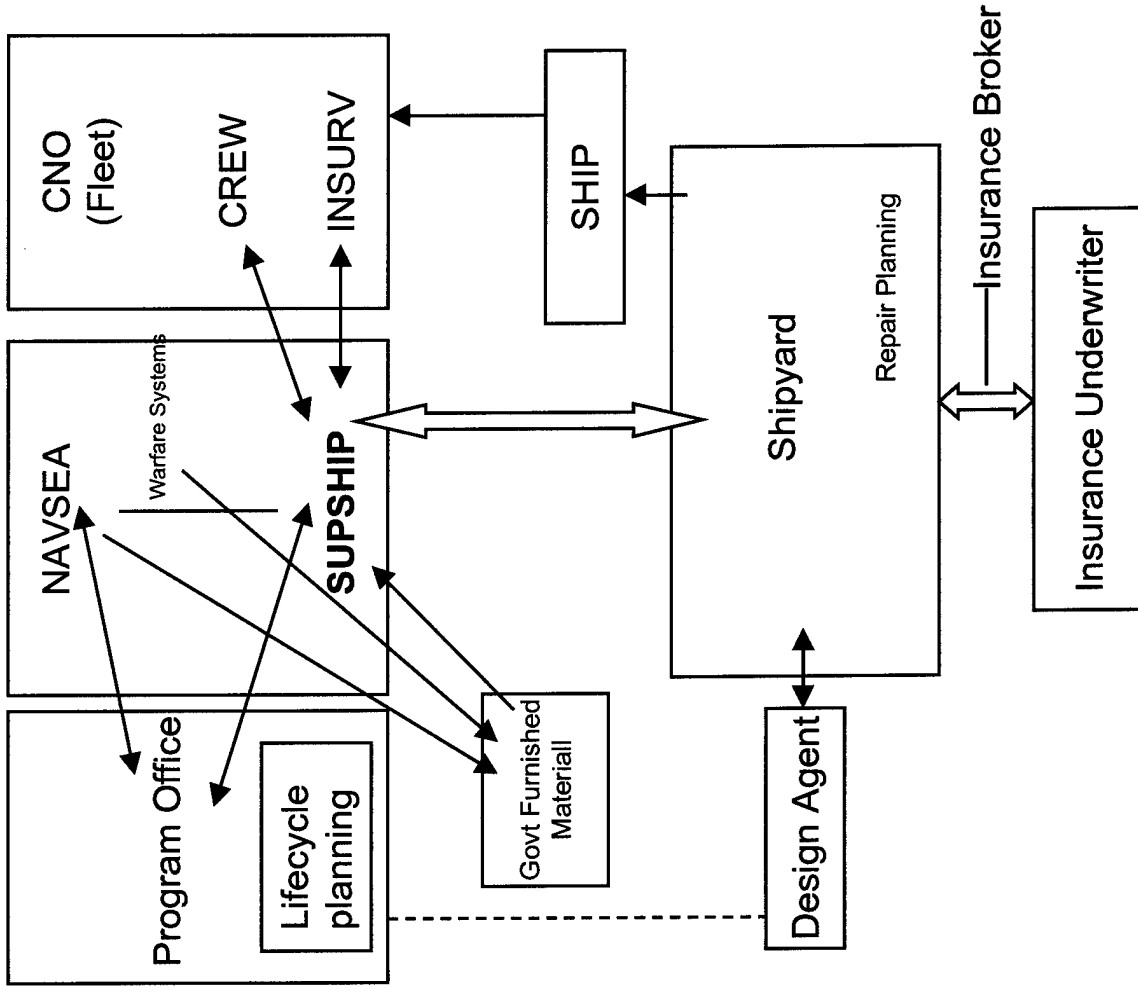 Program Office
Lifecycle
planning
NAVSEA
Warfare Systems
SUPSHIP
CNO
(Fleet)
CREW
INSURV
Govt Furnished
Materiall
SHIP
Design Agent
Shipyard
Repair Planning
Insurance Broker
Insurance Underwriter